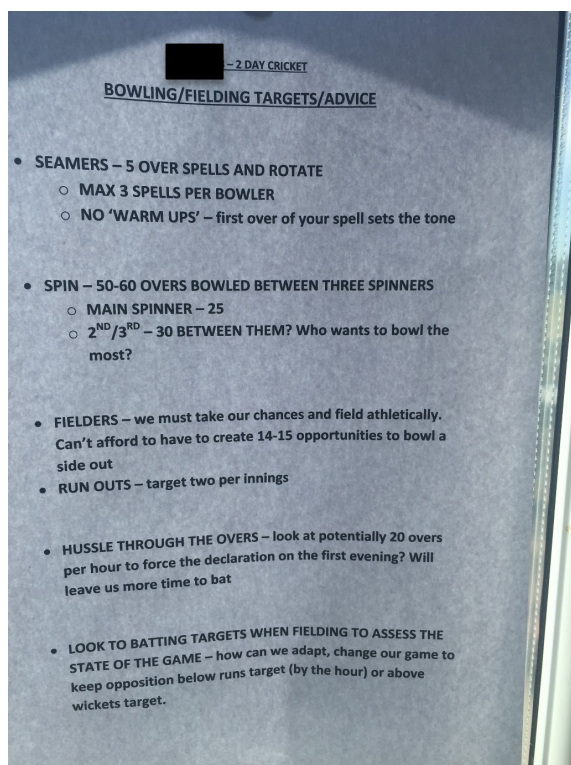 – 2 DAY CRICKET
BOWLING/FIELDING TARGETS/ADVICE
• SEAMERS – 5 OVER SPELLS AND ROTATE
○ MAX 3 SPELLS PER BOWLER
○ NO ‘WARM UPS’ – first over of your spell sets the tone
• SPIN – 50-60 OVERS BOWLED BETWEEN THREE SPINNERS
○ MAIN SPINNER – 25
○ 2ND/3RD – 30 BETWEEN THEM? Who wants to bowl the
most?
• FIELDERS – we must take our chances and field athletically.
Can’t afford to have to create 14-15 opportunities to bowl a
side out
• RUN OUTS – target two per innings
• HUSSLE THROUGH THE OVERS – look at potentially 20 overs
per hour to force the declaration on the first evening? Will
leave us more time to bat
• LOOK TO BATTING TARGETS WHEN FIELDING TO ASSESS THE
STATE OF THE GAME – how can we adapt, change our game to
keep opposition below runs target (by the hour) or above
wickets target.